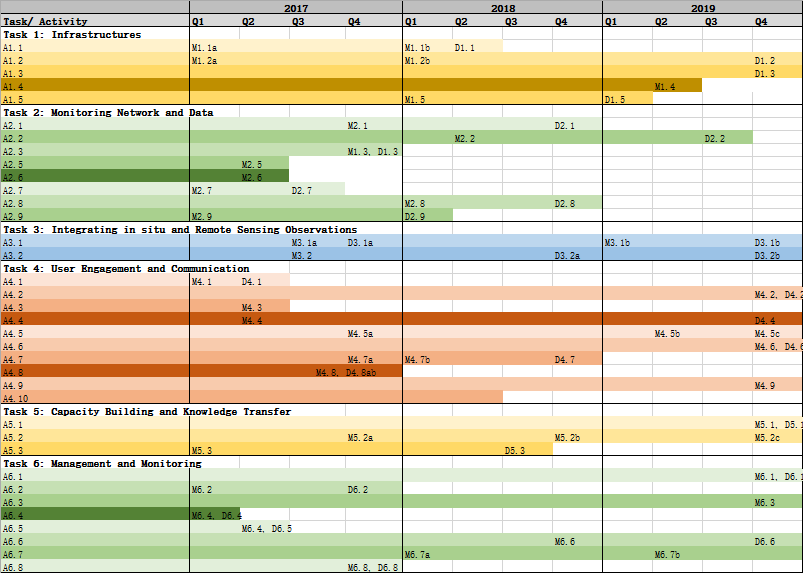 2017 2018 2019
Task/ Activity Q1 Q2 Q3 Q4 Q1 Q2 Q3 Q4 Q1 Q2 Q3 Q4
Task 1: Infrastructures
A1.1 M1.1a M1.1b D1.1
A1.2 M1.2a M1.2b D1.2
A1.3 D1.3
A1.4 M1.4
A1.5 M1.5 D1.5
Task 2: Monitoring Network and Data
A2.1 M2.1 D2.1
A2.2 M2.2 D2.2
A2.3 M1.3, D1.3
A2.5 M2.5
A2.6 M2.6
A2.7 M2.7 D2.7
A2.8 M2.8 D2.8
A2.9 M2.9 D2.9
Task 3: Integrating in situ and Remote Sensing Observations
A3.1 M3.1a D3.1a M3.1b D3.1b
A3.2 M3.2 D3.2a D3.2b
Task 4: User Engagement and Communication
A4.1 M4.1 D4.1
A4.2 M4.2, D4.2
A4.3 M4.3
A4.4 M4.4 D4.4
A4.5 M4.5a M4.5b M4.5c
A4.6 M4.6, D4.6
A4.7 M4.7a M4.7b D4.7
A4.8 M4.8, D4.8ab
A4.9 M4.9
A4.10
Task 5: Capacity Building and Knowledge Transfer
A5.1 M5.1, D5.1
A5.2 M5.2a M5.2b M5.2c
A5.3 M5.3 D5.3
Task 6: Management and Monitoring
A6.1 M6.1, D6.1
A6.2 M6.2 D6.2
A6.3 M6.3
A6.4 M6.4, D6.4
A6.5 M6.4, D6.5
A6.6 M6.6 D6.6
A6.7 M6.7a M6.7b
A6.8 M6.8, D6.8